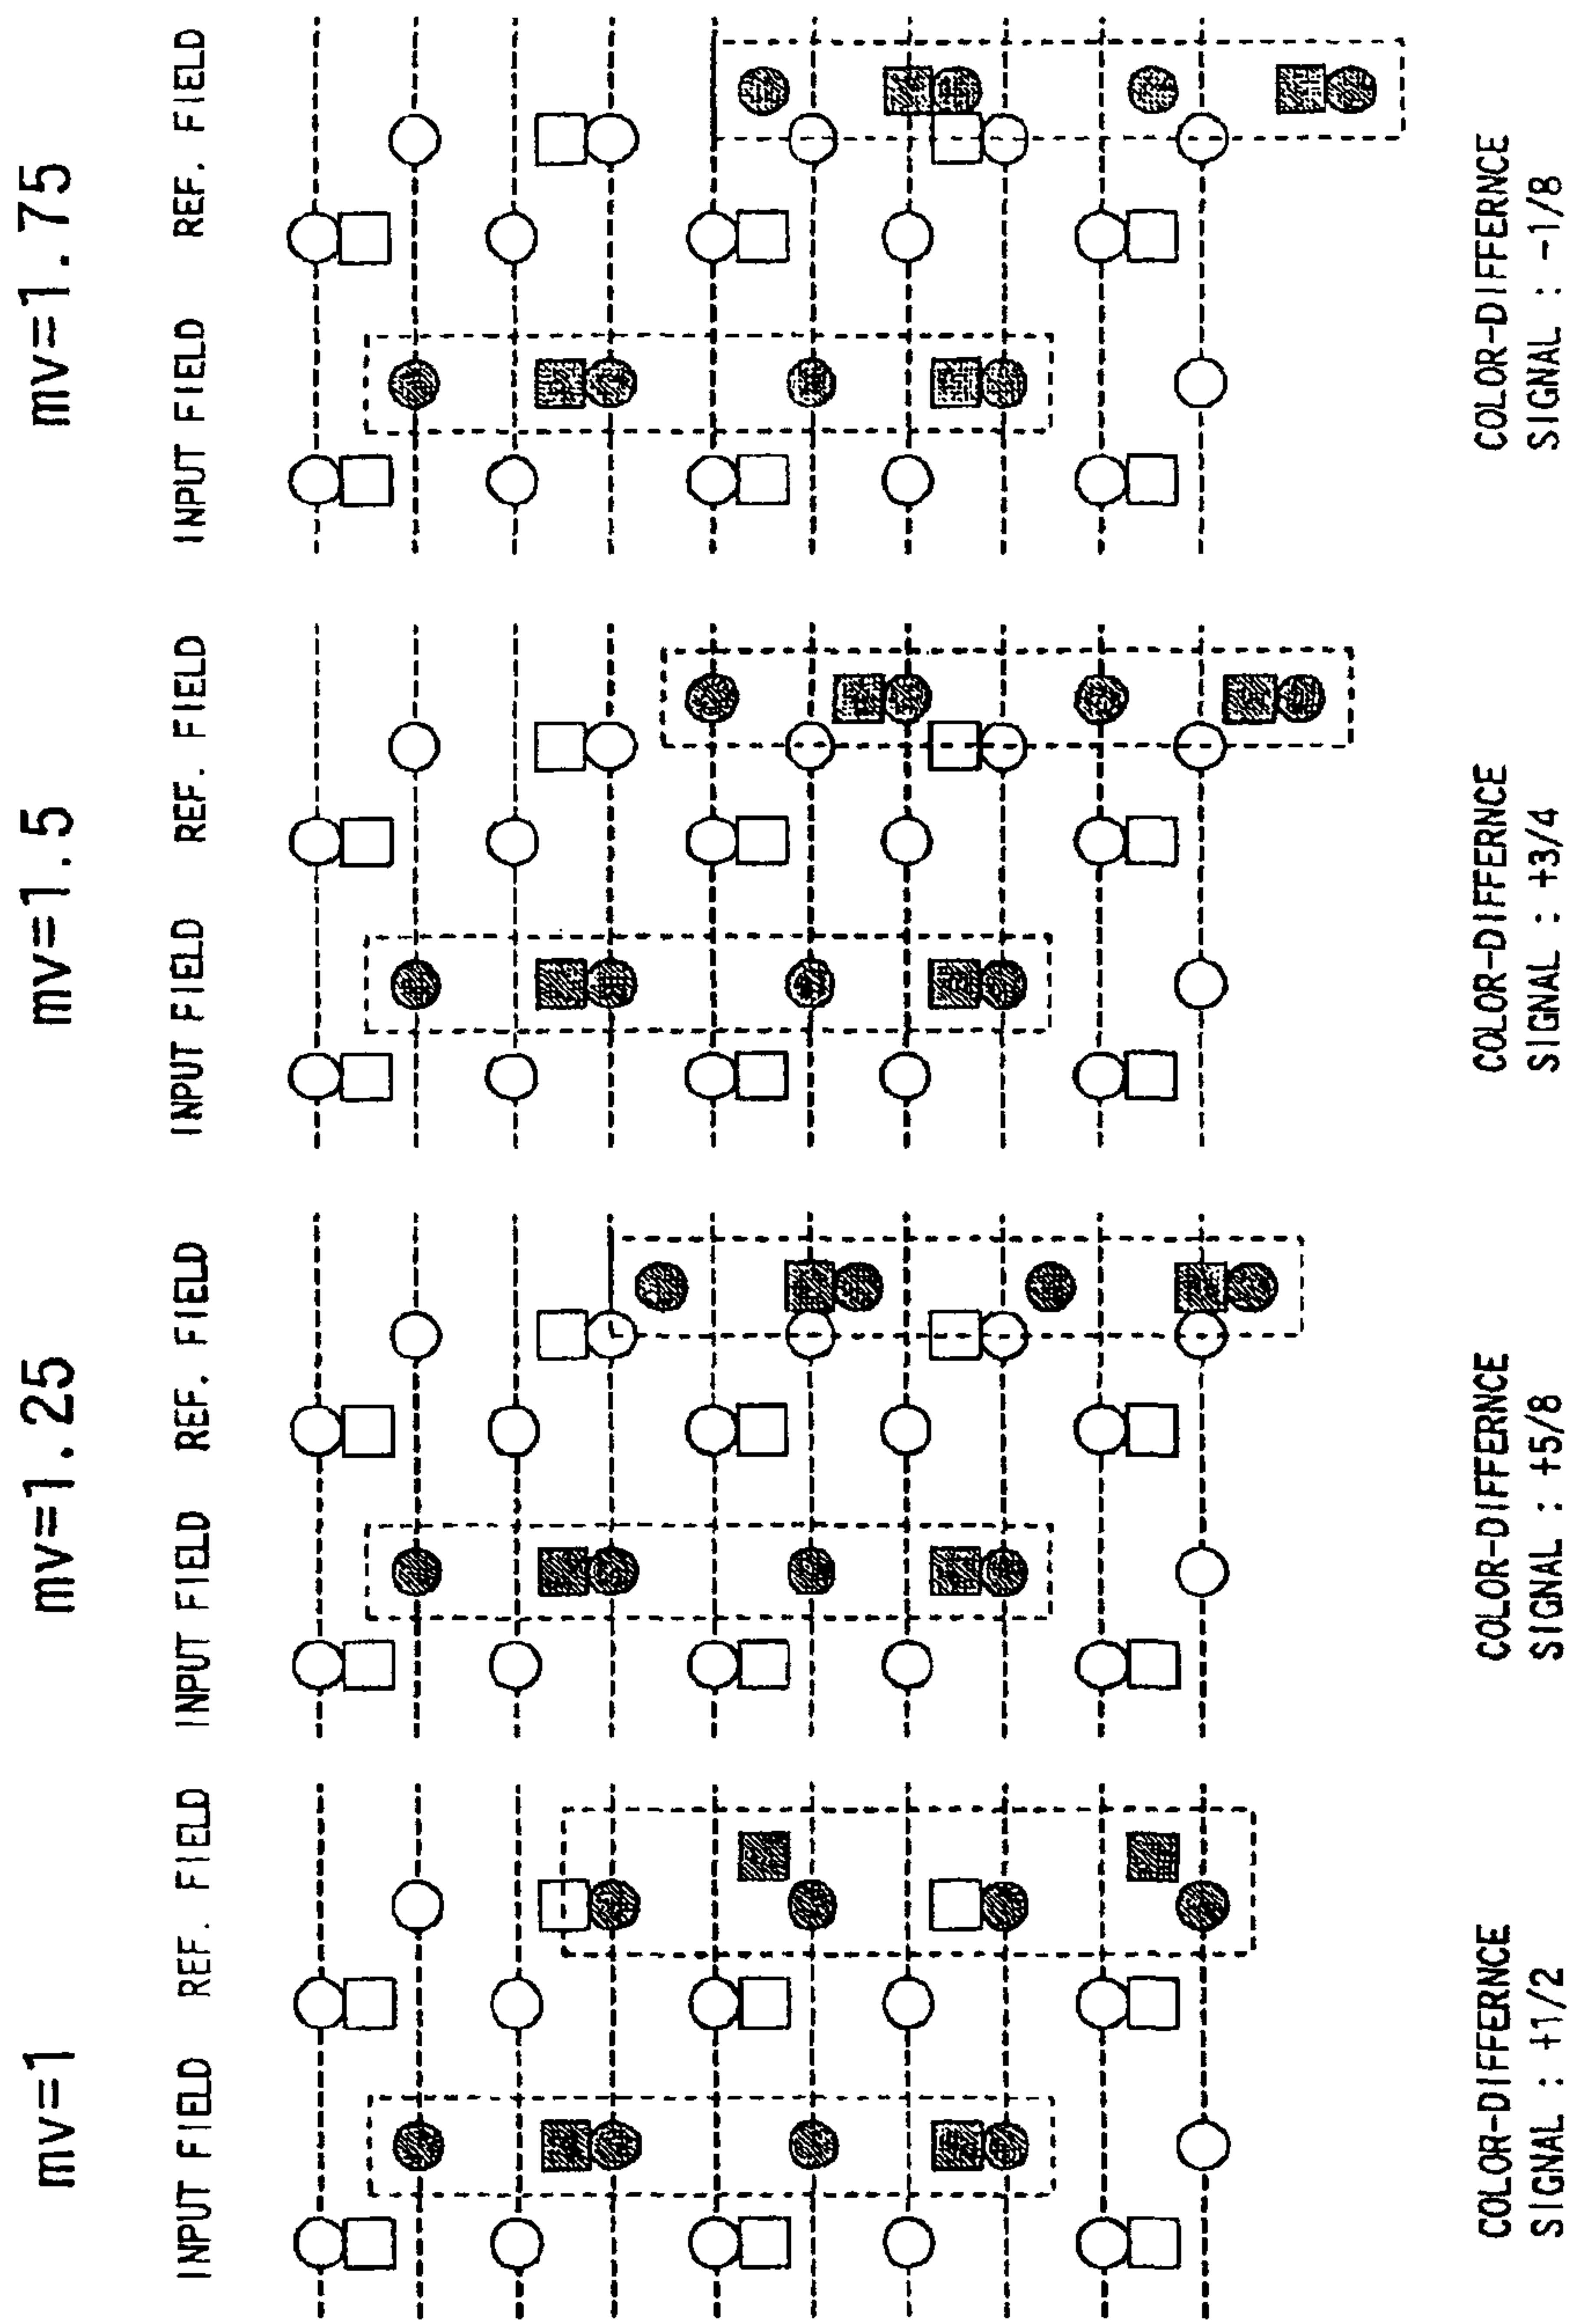 mv=1
INPUT FIELD REF. FIELD
COLOR-DIFFERNCE
SIGNAL : +1/2
mv=1.25
INPUT FIELD REF. FIELD
COLOR-DIFFERNCE
SIGNAL : +5/8
mv=1.5
INPUT FIELD REF. FIELD
COLOR-DIFFERNCE
SIGNAL : +3/4
mv=1.75
INPUT FIELD REF. FIELD
COLOR-DIFFERNCE
SIGNAL : -1/8